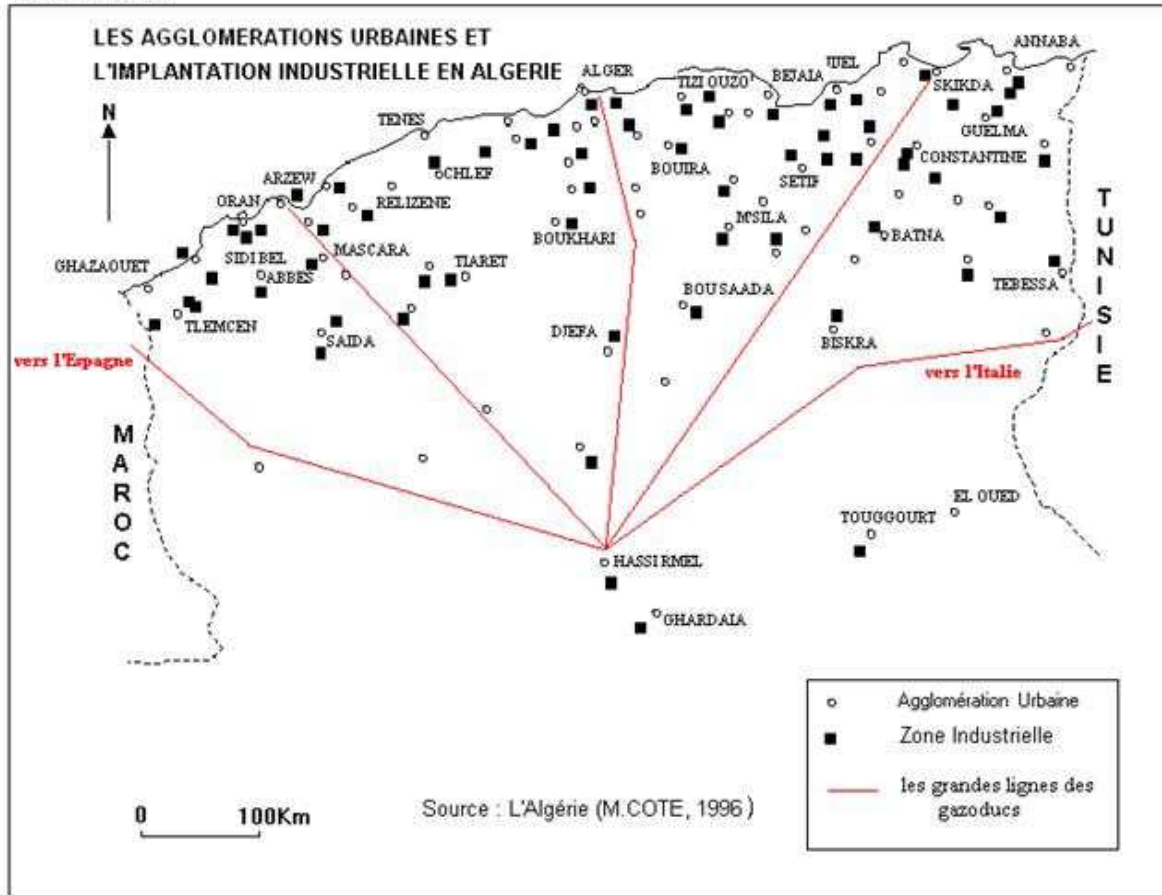 LES AGGLOMERATIONS URBAINES ET
L'IMPLANTATION INDUSTRIELLE EN ALGERIE
N
ANNABA
JIJEL
ALGER
TIZI OUZO'
BEJAIA
SKIKDA
TENES
GUELMA
CONSTANTINE
BOUIRA
CHLEF
SETIF
ARZEW
RELIZENE
ORAN
M'SILA
BOUKHARI
BATNA
MASCARA
SIDI BEL
ABBES
GHAZAOUET
TIARET
TEBESSA
BOUSAADA
TLEMCEN
DJEFA
SAIDA
BISKRA
vers l'Espagne
vers l'Italie
TUNISIE
MAROC
EL OUED
TOUGGOURT
HASSIRMEL
GHARDAIA
Agglomération Urbaine
Zone Industrielle
les grandes lignes des
gazoducs
0 100Km
Source : L'Algérie (M.COTE, 1996)